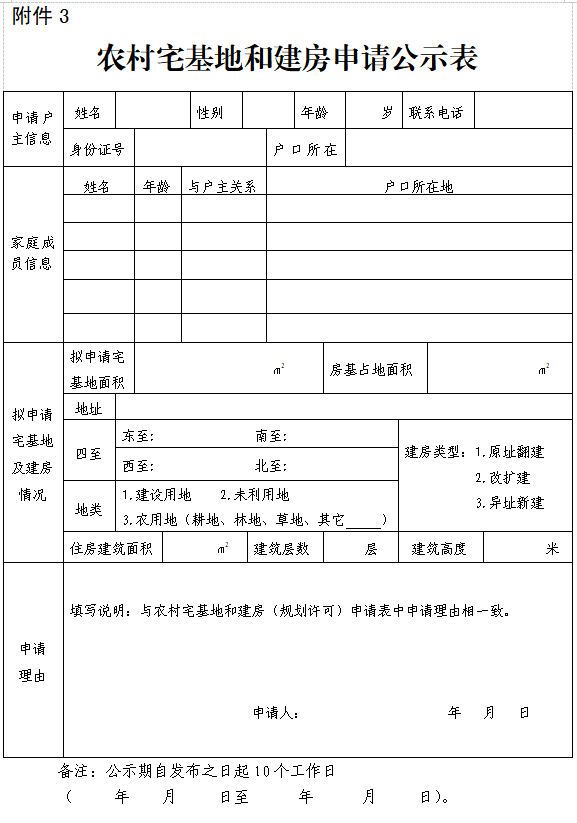 附件 3
农村宅基地和建房申请公示表
申请户
主信息
姓名 性别 年龄 岁 联系电话
身份证号 户口所在
家庭成
员信息
姓名 年龄 与户主关系 户口所在地
拟申请
宅基地
及建房
情况
拟申请宅
基地面积 m² 房基占地面积 m²
地址
四至
东至: 南至:
西至: 北至:
建房类型: 1.原址翻建
2.改扩建
3.异址新建
地类
1.建设用地 2.未利用地
3.农用地（耕地、林地、草地、其它_____）
住房建筑面积 m² 建筑层数 层 建筑高度 米
申请
理由
填写说明: 与农村宅基地和建房（规划许可）申请表中申请理由相一致。
申请人: 年 月 日
备注: 公示期自发布之日起10个工作日
（ 年 月 日至 年 月 日）。